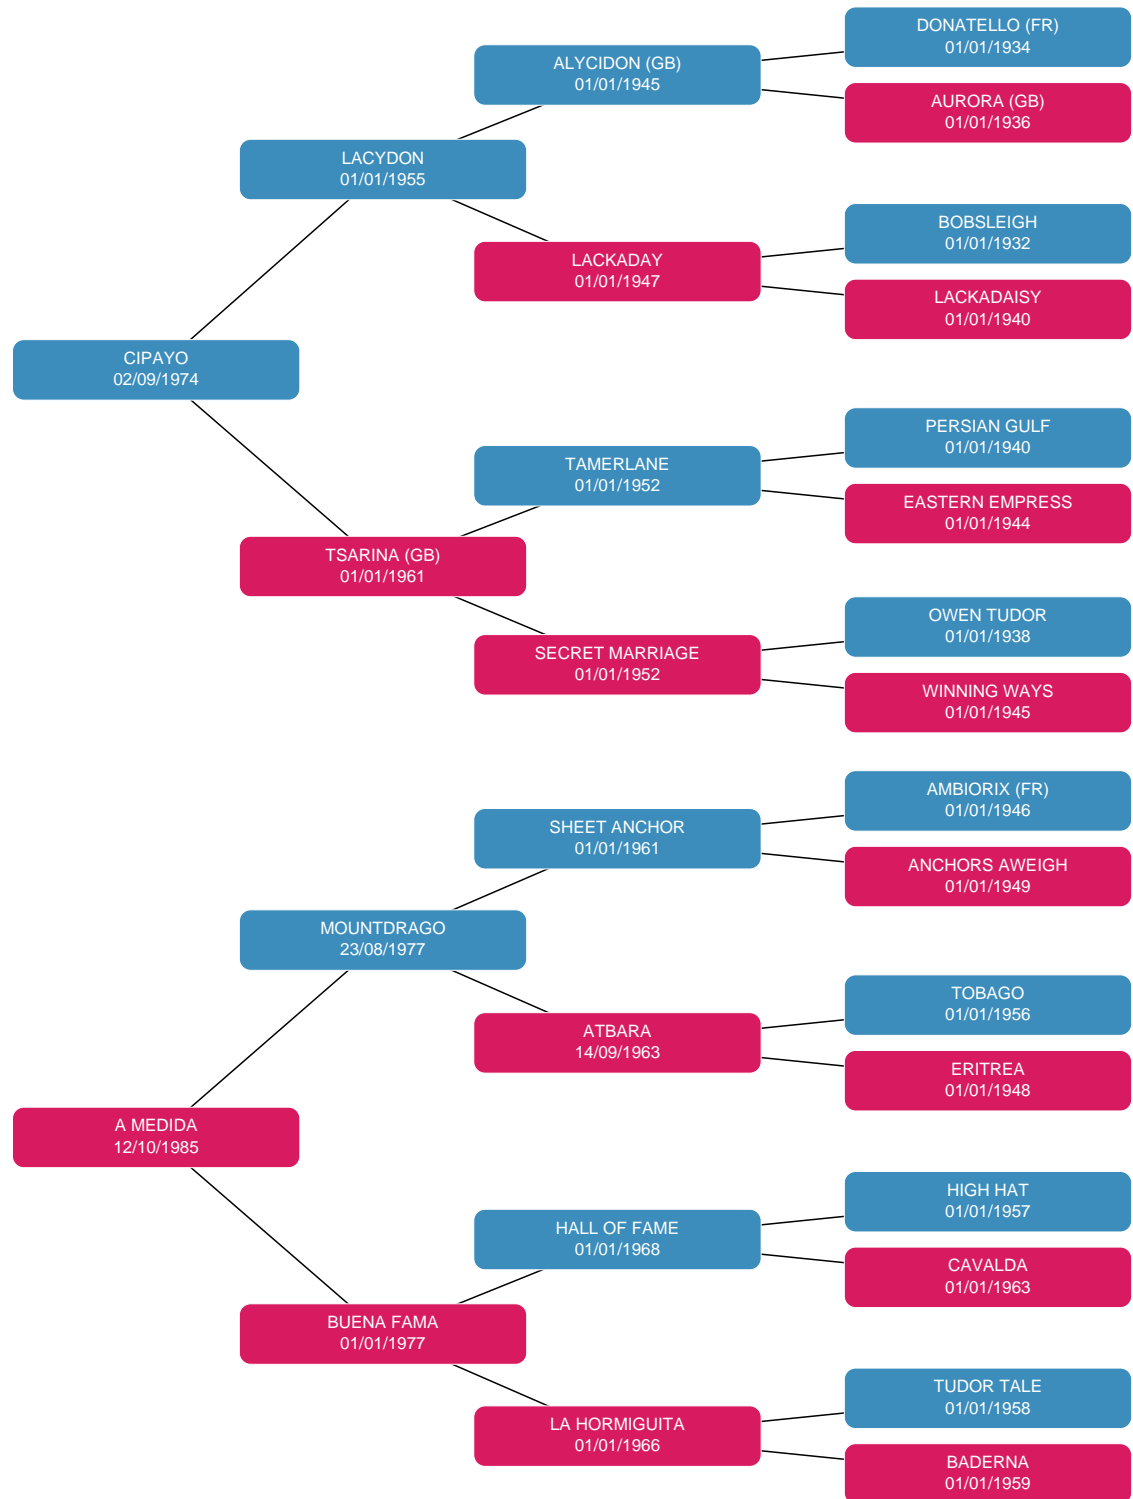 DONATELLO (FR)
01/01/1934
ALYCIDON (GB)
01/01/1945
AURORA (GB)
01/01/1936
LACYDON
01/01/1955
BOBSLEIGH
01/01/1932
LACKADAY
01/01/1947
LACKADAISY
01/01/1940
CIPAYO
02/09/1974
PERSIAN GULF
01/01/1940
TAMERLANE
01/01/1952
EASTERN EMPRESS
01/01/1944
TSARINA (GB)
01/01/1961
OWEN TUDOR
01/01/1938
SECRET MARRIAGE
01/01/1952
WINNING WAYS
01/01/1945
AMBIORIX (FR)
01/01/1946
SHEET ANCHOR
01/01/1961
ANCHORS AWEIGH
01/01/1949
MOUNTDRAGO
23/08/1977
TOBAGO
01/01/1956
ATBARA
14/09/1963
ERITREA
01/01/1948
A MEDIDA
12/10/1985
HIGH HAT
01/01/1957
HALL OF FAME
01/01/1968
CAVALDA
01/01/1963
BUENA FAMA
01/01/1977
TUDOR TALE
01/01/1958
LA HORMIGUITA
01/01/1966
BADERNA
01/01/1959